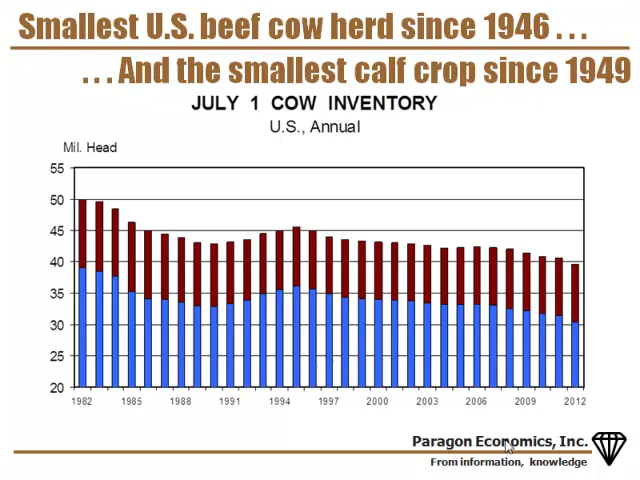 Smallest U.S. beef cow herd since 1946 . . .
. . . And the smallest calf crop since 1949
JULY 1 COW INVENTORY
U.S., Annual
Mil. Head
55
50
45
40
35
30
25
20
1982 1985 1988 1991 1994 1997 2000 2003 2006 2009 2012
Paragon Economics, Inc.
From information, knowledge